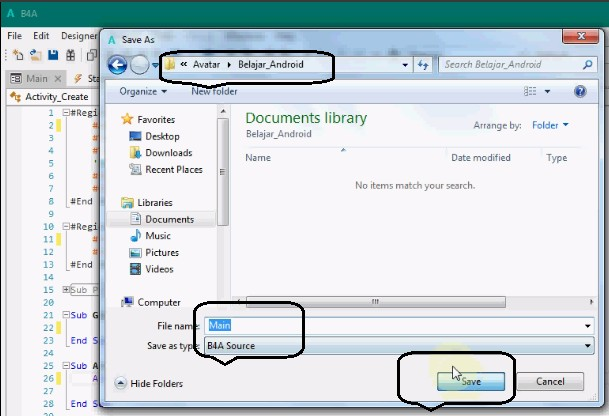 B4A
File Edit Designer
Main
Sta
Activity_Create
1 #Regi
2 #
3 #
4 #
5 '
6 #
7 #
8 #End
9
10 #Regi
11 #
12 #
13 #End
14
15 Sub P
20
21 Sub G
22
23 End S
24
25 Sub A
26 A
27
28 End S
Save As
« Avatar Belajar_Android
Search Belajar_Android
Organize
New folder
Favorites
Desktop
Downloads
Recent Places
Libraries
Documents
Music
Pictures
Videos
Computer
Documents library
Belajar_Android
Arrange by: Folder
Name Date modified Type
No items match your search.
File name: Main
Save as type: B4A Source
Hide Folders
Save Cancel